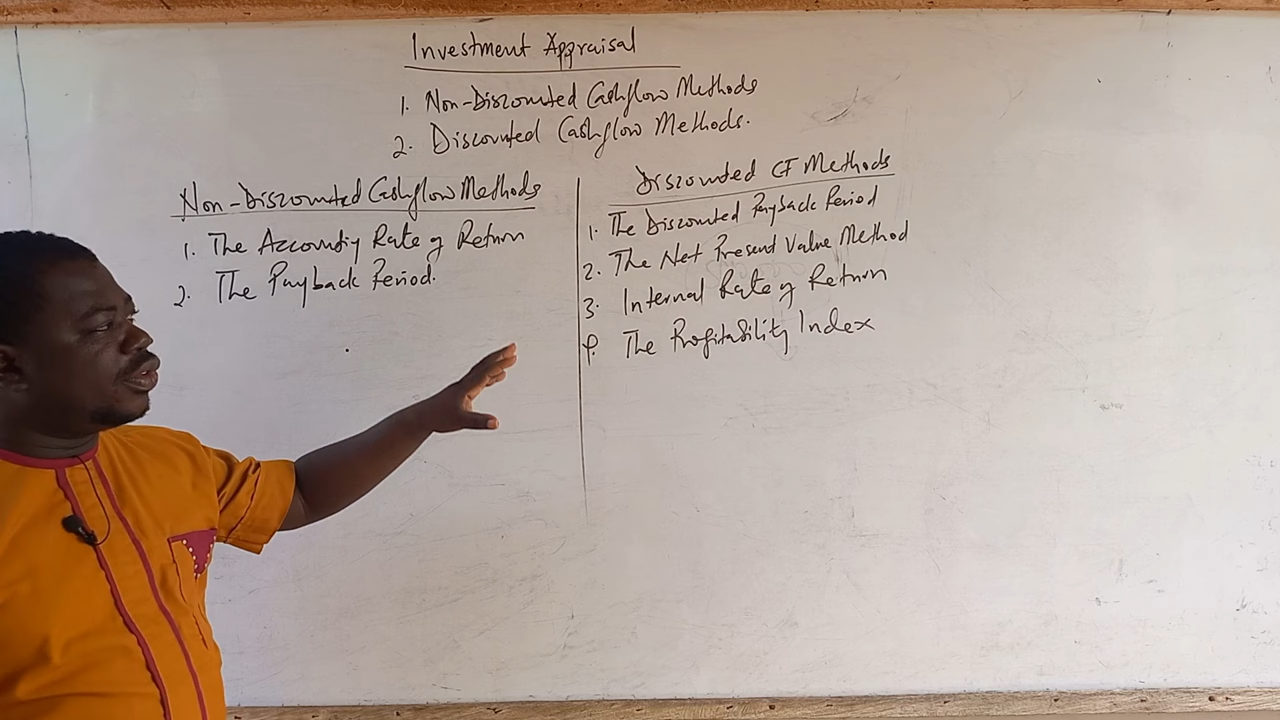 Investment Appraisal
1. Non-Discounted Cashflow Methods
2. Discounted Cashflow Methods.
Non-Discounted Cashflow Methods
1. The Accounting Rate of Return
2. The Payback Period.
Discounted CF Methods
1. The Discounted Payback Period
2. The Net Present Value Method
3. Internal Rate of Return
4. The Profitability Index